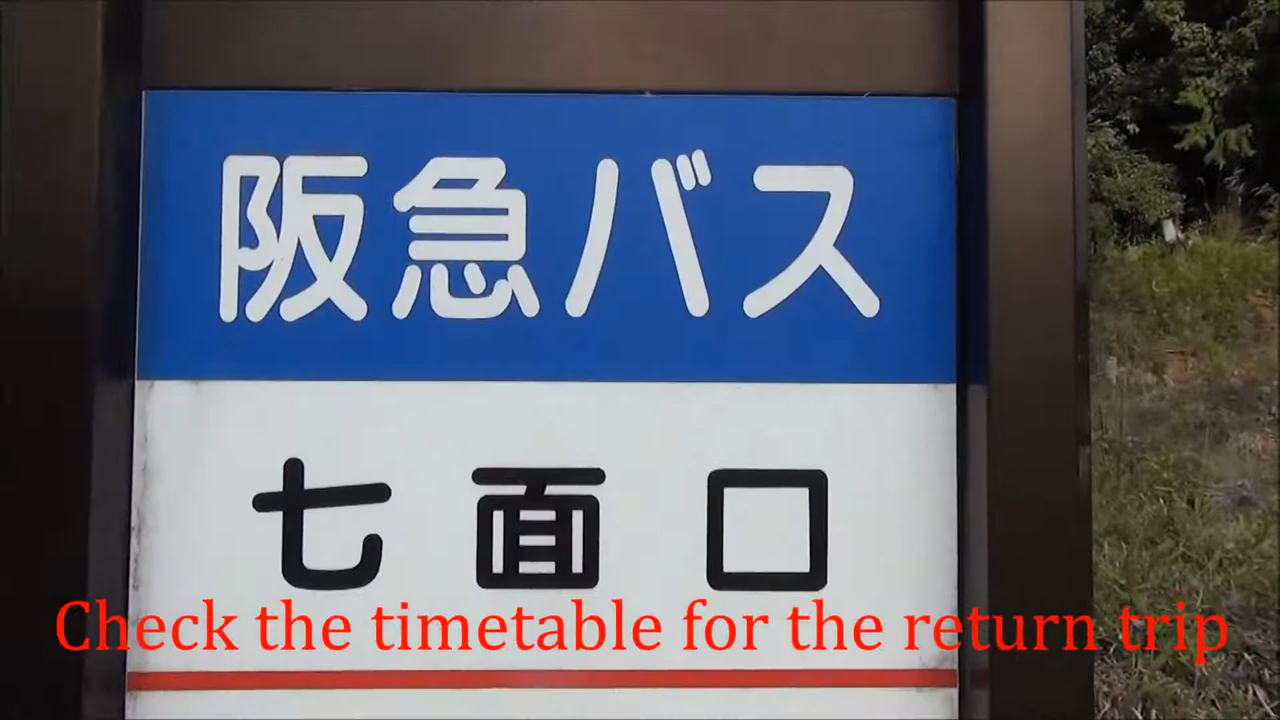 阪急バス
七面口
Check the timetable for the return trip